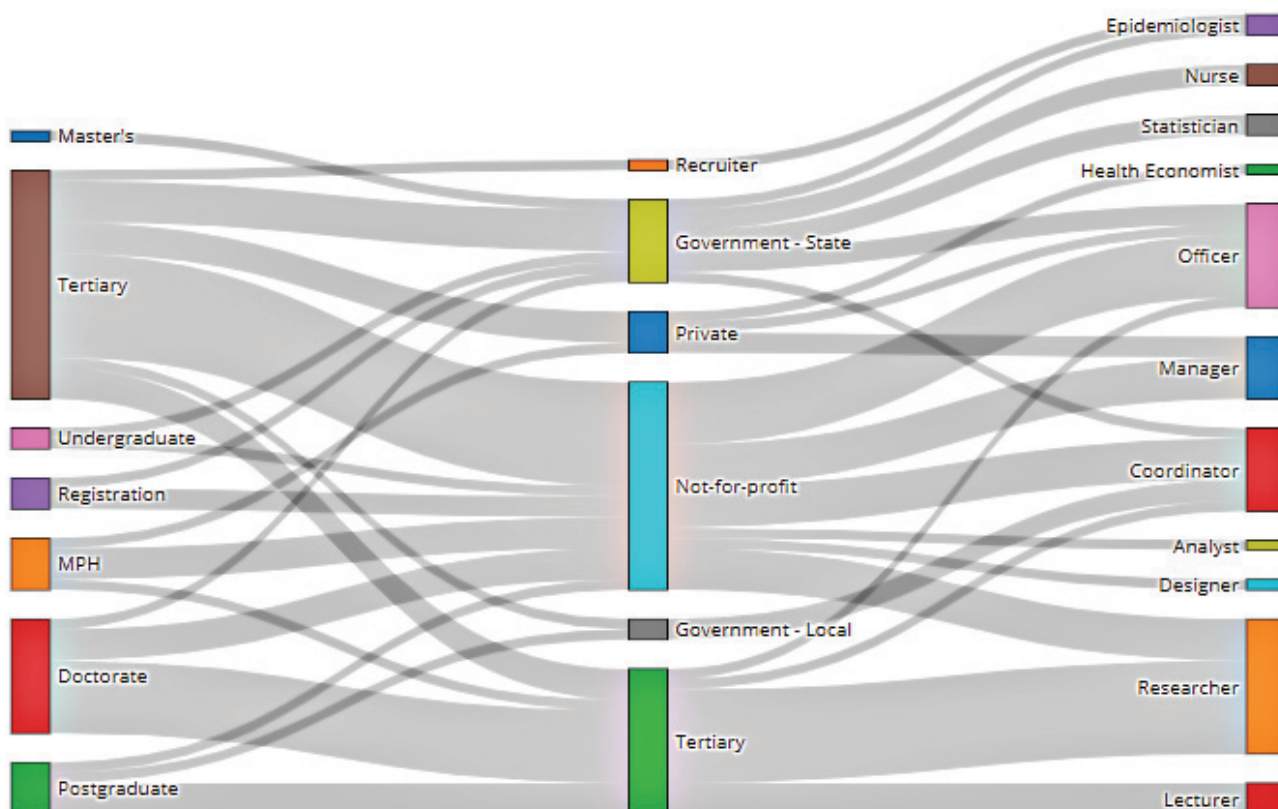 Master's
Tertiary
Undergraduate
Registration
MPH
Doctorate
Postgraduate
Recruiter
Government - State
Private
Not-for-profit
Government - Local
Tertiary
Epidemiologist
Nurse
Statistician
Health Economist
Officer
Manager
Coordinator
Analyst
Designer
Researcher
Lecturer